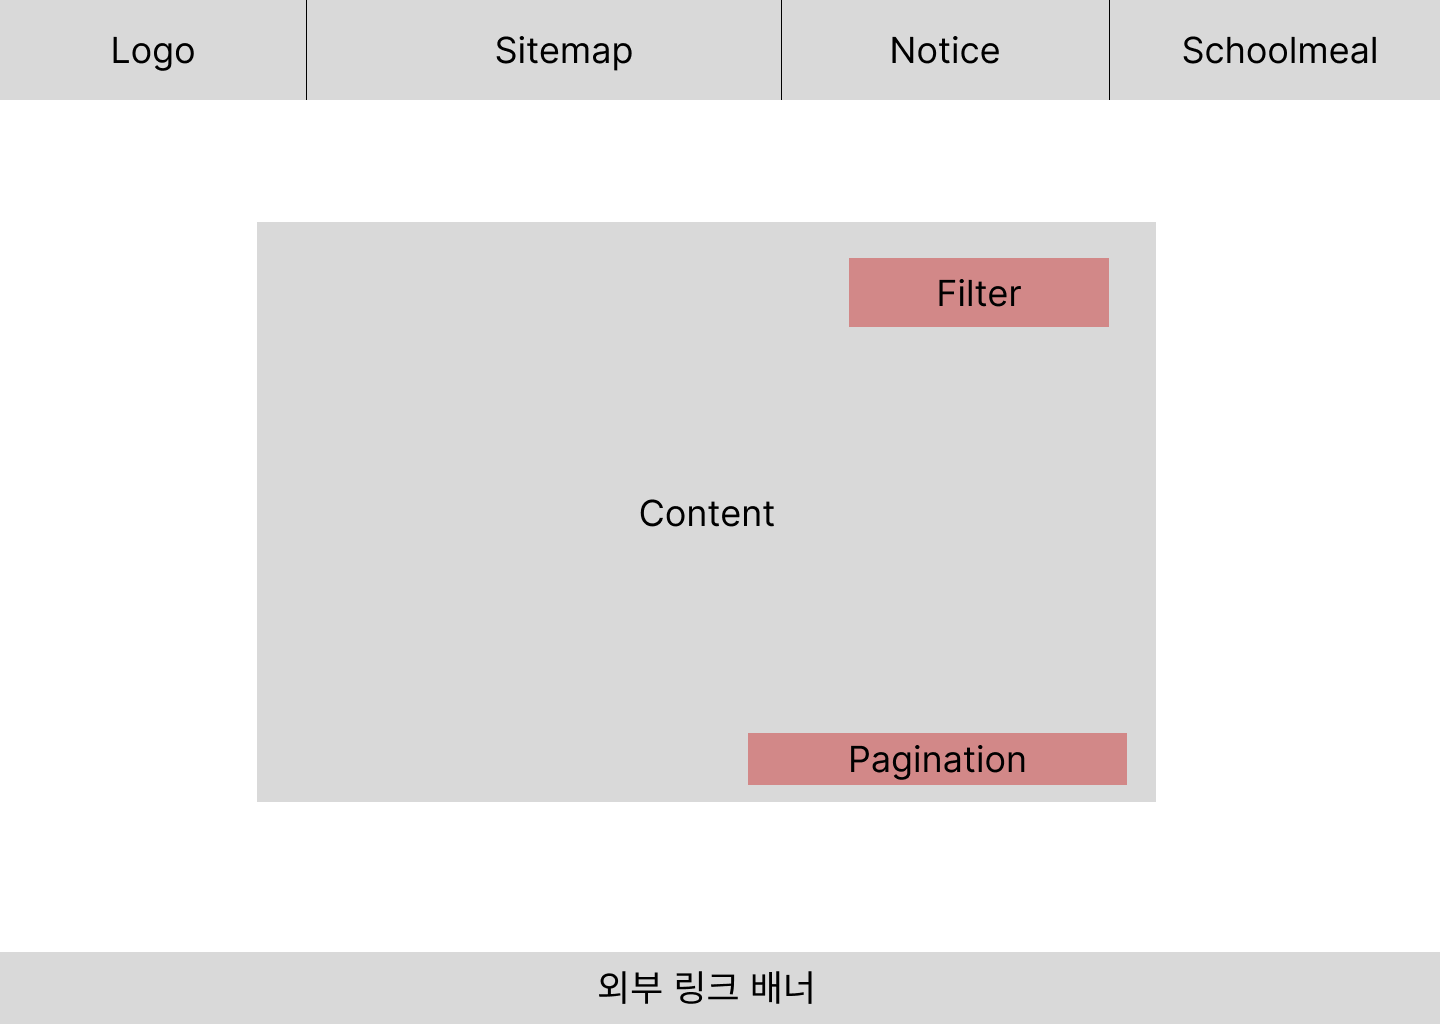 Logo
Sitemap
Notice
Schoolmeal
Filter
Content
Pagination
외부 링크 배너